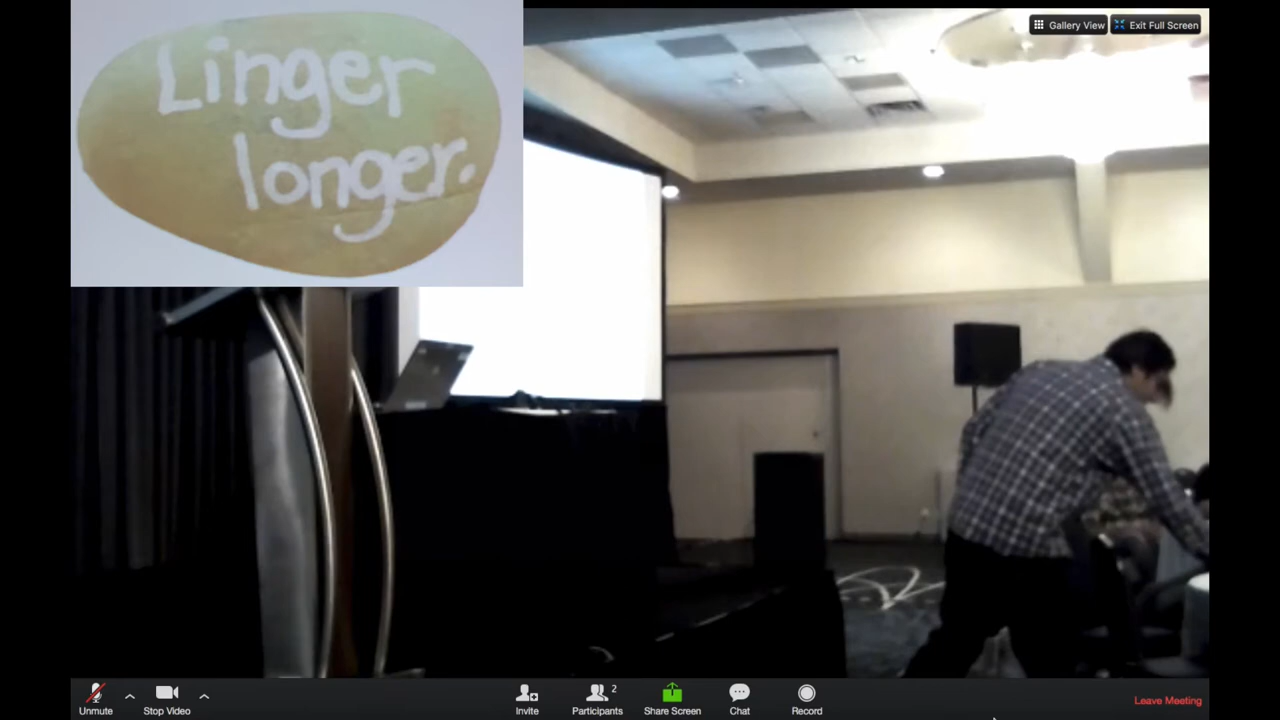 Linger
longer.
Gallery View
Exit Full Screen
Unmute
Stop Video
Invite
Participants
2
Share Screen
Chat
Record
Leave Meeting